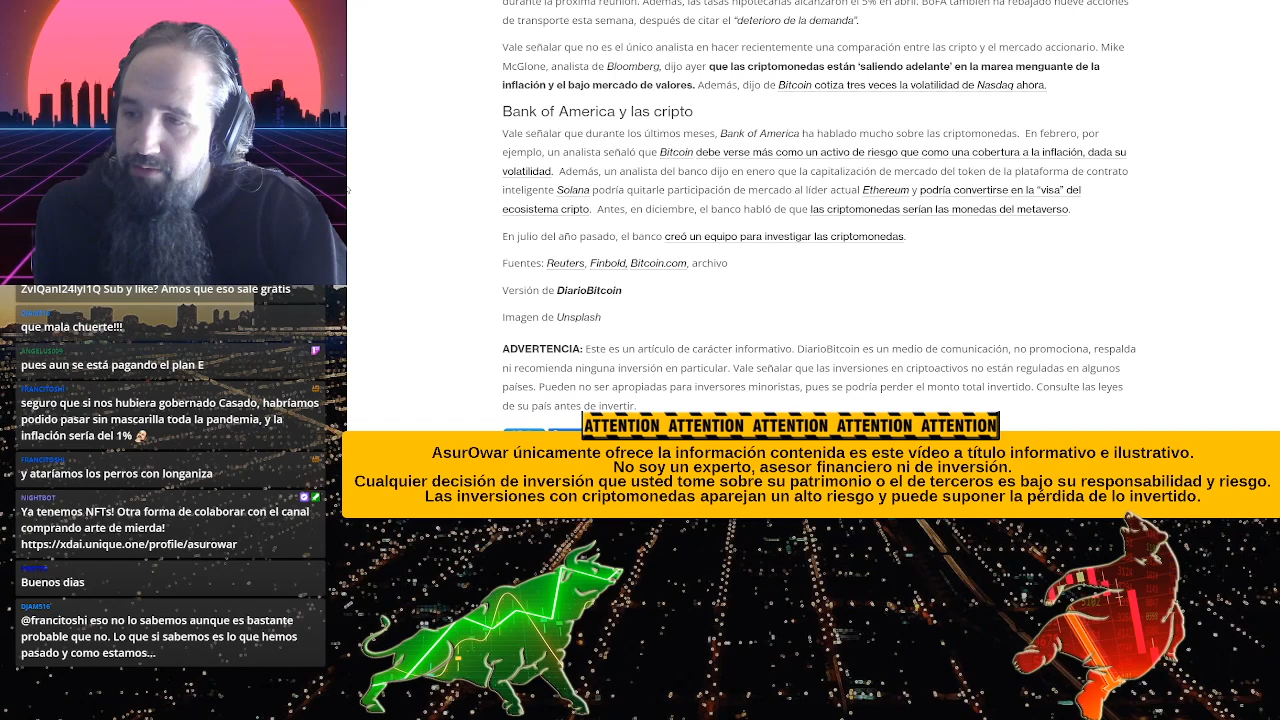 durante la próxima reunión. Además, las tasas hipotecarias alcanzaron el 5% en abril. BofA también ha rebajado nueve acciones
de transporte esta semana, después de citar el “deterioro de la demanda”.
Vale señalar que no es el único analista en hacer recientemente una comparación entre las cripto y el mercado accionario. Mike
McGlone, analista de Bloomberg, dijo ayer que las criptomonedas están ‘saliendo adelante’ en la marea menguante de la
inflación y el bajo mercado de valores. Además, dijo de Bitcoin cotiza tres veces la volatilidad de Nasdaq ahora.
Bank of America y las cripto
Vale señalar que durante los últimos meses, Bank of America ha hablado mucho sobre las criptomonedas. En febrero, por
ejemplo, un analista señaló que Bitcoin debe verse más como un activo de riesgo que como una cobertura a la inflación, dada su
volatilidad. Además, un analista del banco dijo en enero que la capitalización de mercado del token de la plataforma de contrato
inteligente Solana podría quitarle participación de mercado al líder actual Ethereum y podría convertirse en la “visa” del
ecosistema cripto. Antes, en diciembre, el banco habló de que las criptomonedas serían las monedas del metaverso.
En julio del año pasado, el banco creó un equipo para investigar las criptomonedas.
Fuentes: Reuters, Finbold, Bitcoin.com, archivo
Versión de DiarioBitcoin
Imagen de Unsplash
ADVERTENCIA: Este es un artículo de carácter informativo. DiarioBitcoin es un medio de comunicación, no promociona, respalda
ni recomienda ninguna inversión en particular. Vale señalar que las inversiones en criptoactivos no están reguladas en algunos
países. Pueden no ser apropiadas para inversores minoristas, pues se podría perder el monto total invertido. Consulte las leyes
de su país antes de invertir.
ATTENTION ATTENTION ATTENTION ATTENTION ATTENTION
AsurOwar únicamente ofrece la información contenida es este vídeo a título informativo e ilustrativo.
No soy un experto, asesor financiero ni de inversión.
Cualquier decisión de inversión que usted tome sobre su patrimonio o el de terceros es bajo su responsabilidad y riesgo.
Las inversiones con criptomonedas aparejan un alto riesgo y puede suponer la pérdida de lo invertido.
Sub y like? Amos que eso sale gratis
que mala chuerte!!!
ANGELUS009
pues aun se está pagando el plan E
FRANCITOSHI
seguro que si nos hubiera gobernado Casado, habríamos
podido pasar sin mascarilla toda la pandemia, y la
inflación sería del 1%
FRANCITOSHI
y ataríamos los perros con longaniza
NIGHTBOT
Ya tenemos NFTs! Otra forma de colaborar con el canal
comprando arte de mierda!
https://xdai.unique.one/profile/asurowar
Buenos dias
DJAM516
@francitoshi eso no lo sabemos aunque es bastante
probable que no. Lo que si sabemos es lo que hemos
pasado y como estamos...